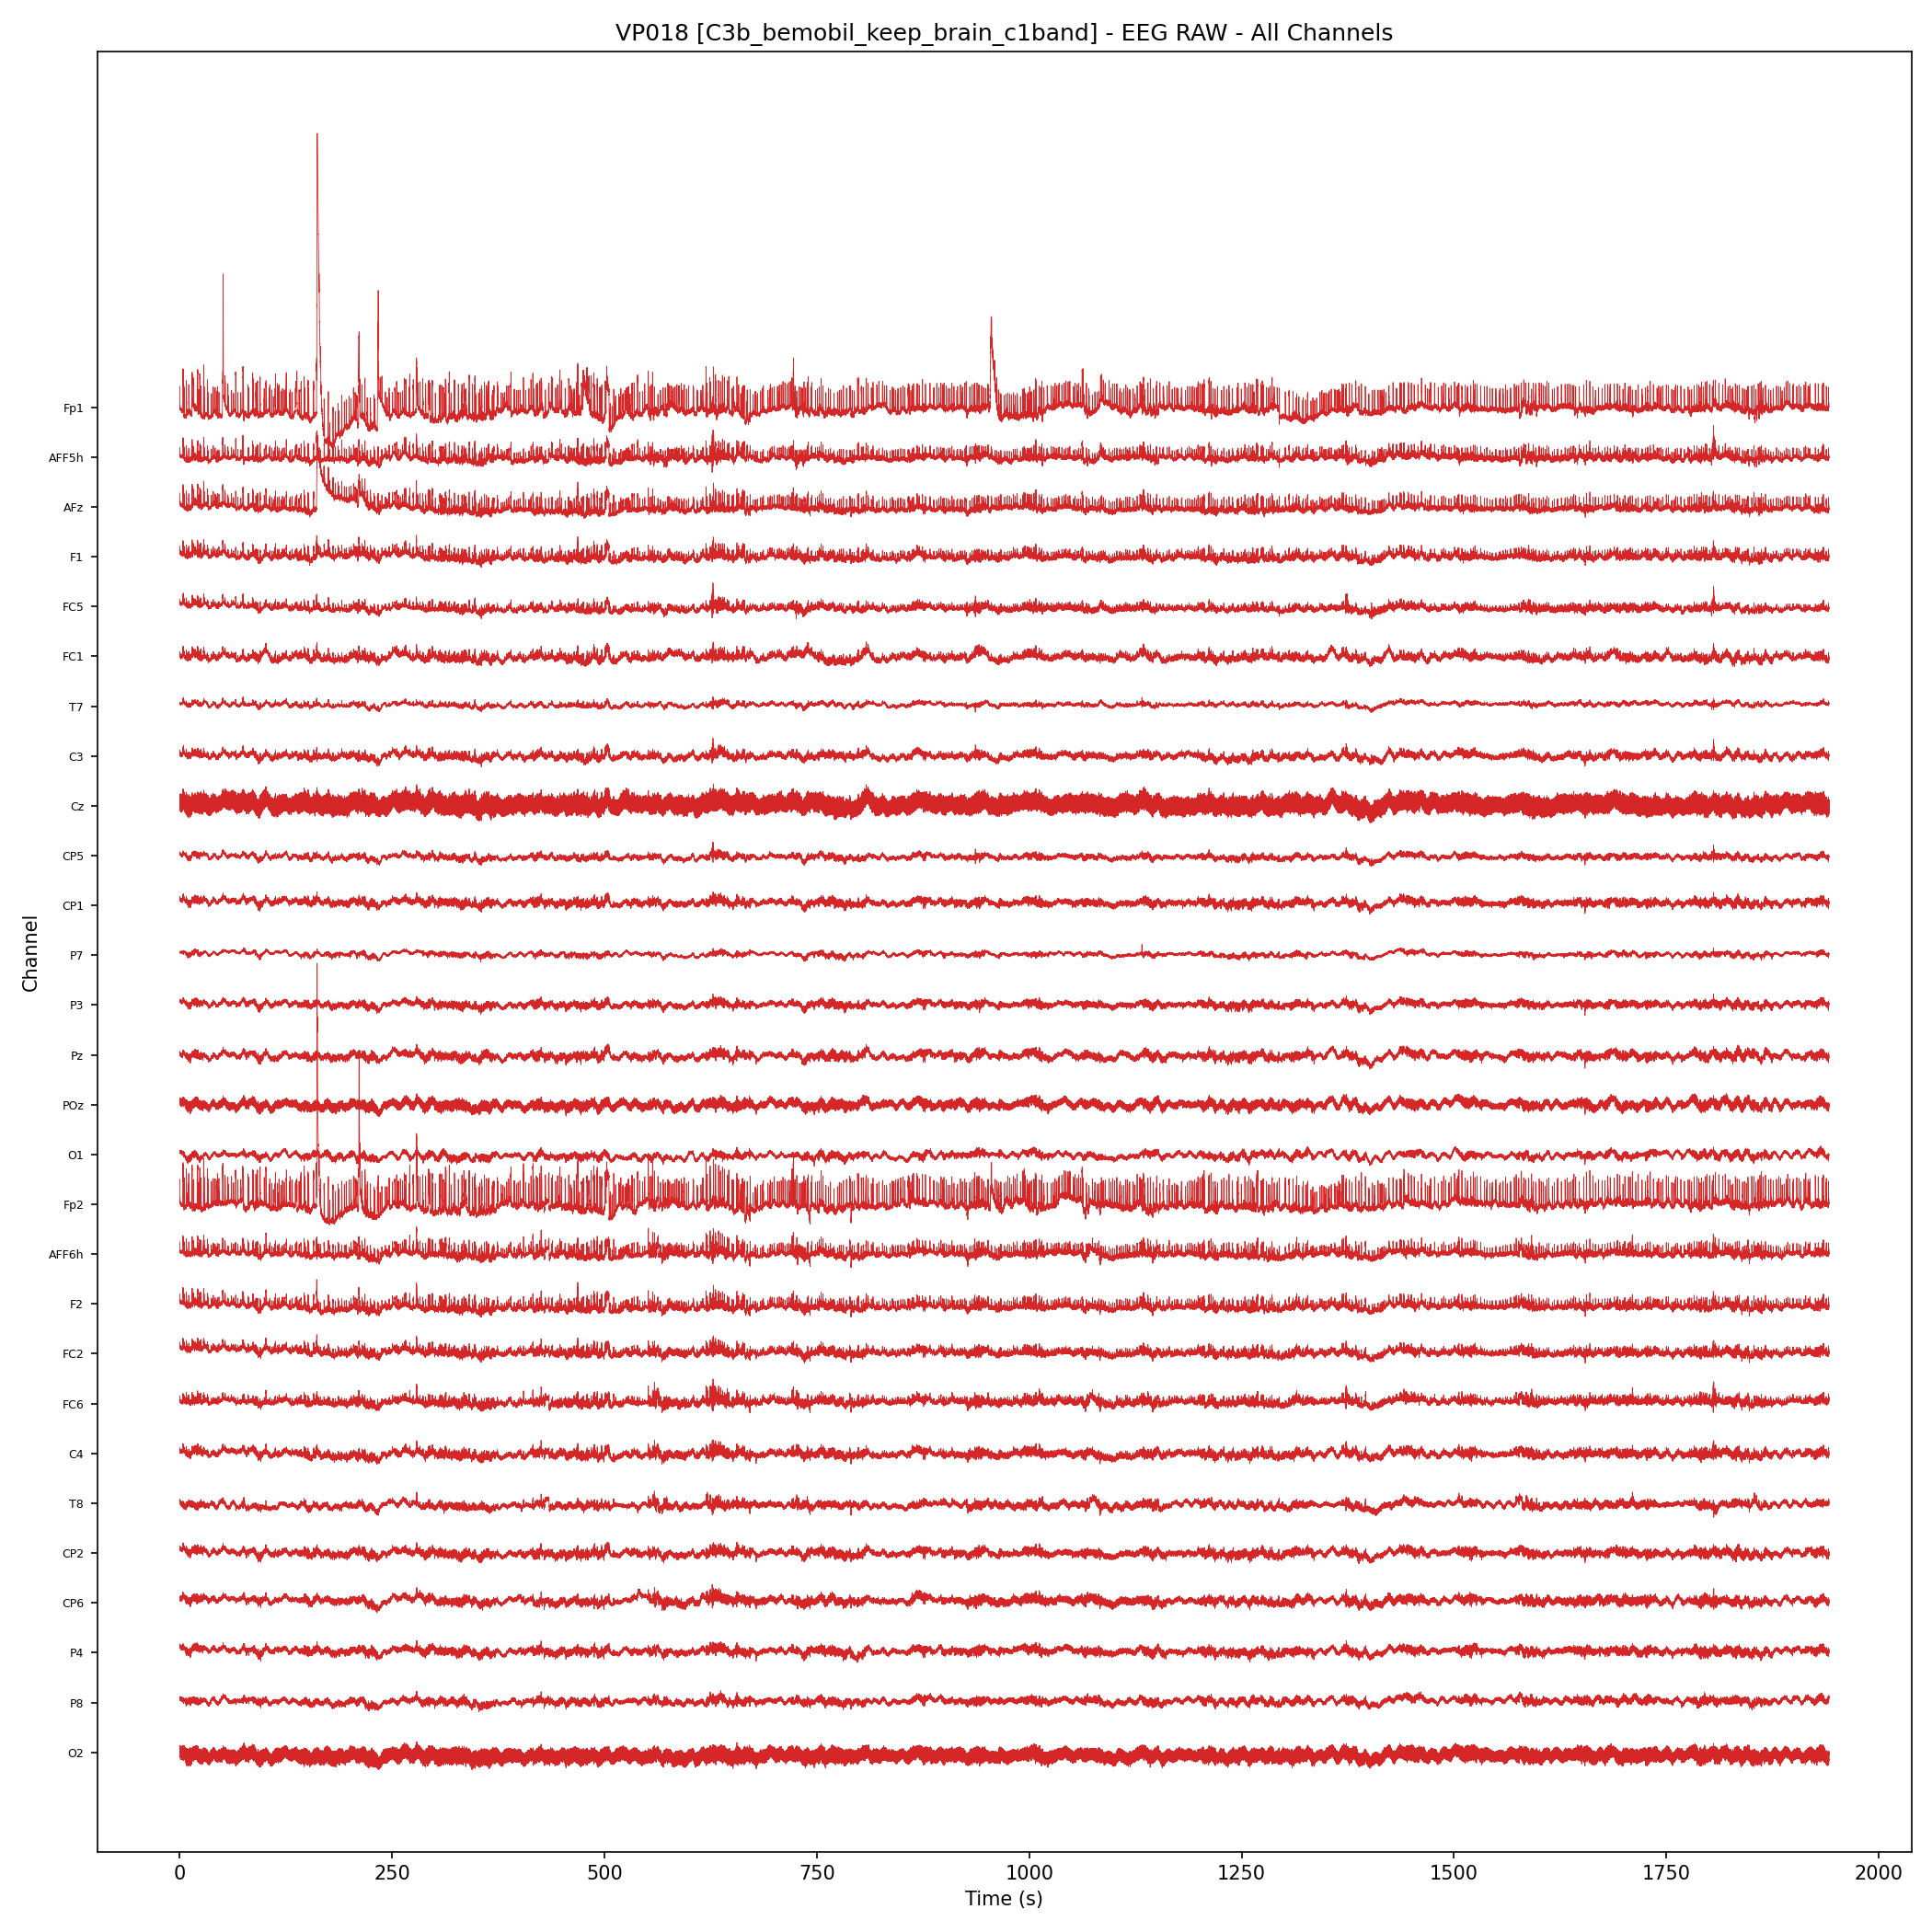 VP018 [C3b_bemobil_keep_brain_c1band] - EEG RAW - All Channels
Channel
Fp1
AFF5h
AFz
F1
FC5
FC1
T7
C3
Cz
CP5
CP1
P7
P3
Pz
POz
O1
Fp2
AFF6h
F2
FC2
FC6
C4
T8
CP2
CP6
P4
P8
O2
0 250 500 750 1000 1250 1500 1750 2000
Time (s)